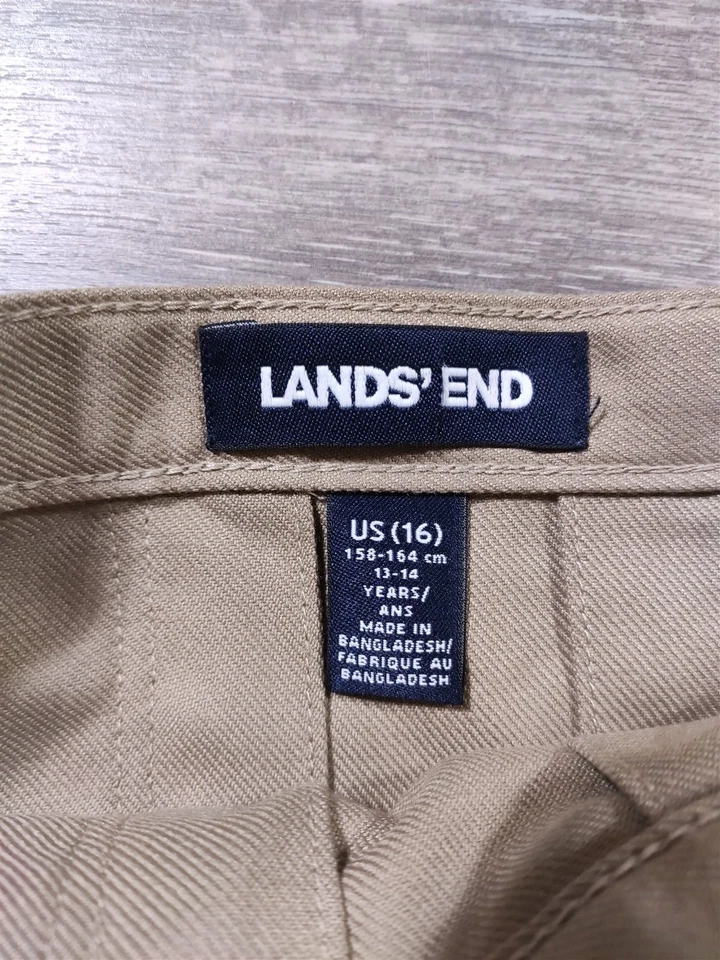 LANDS' END
US (16)
158-164 cm
13-14
YEARS/
ANS
MADE IN
BANGLADESH/
FABRIQUE AU
BANGLADESH